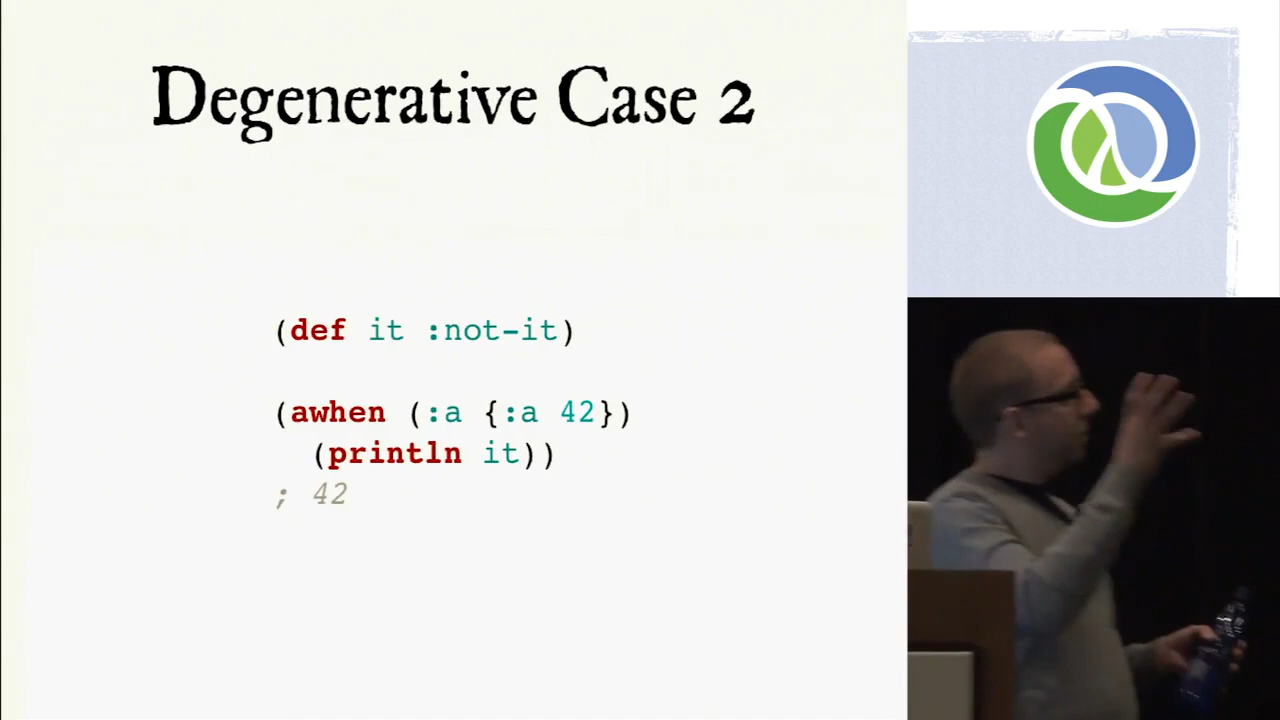 Degenerative Case 2
(def it :not-it)
(awhen (:a {:a 42})
(println it))
; 42